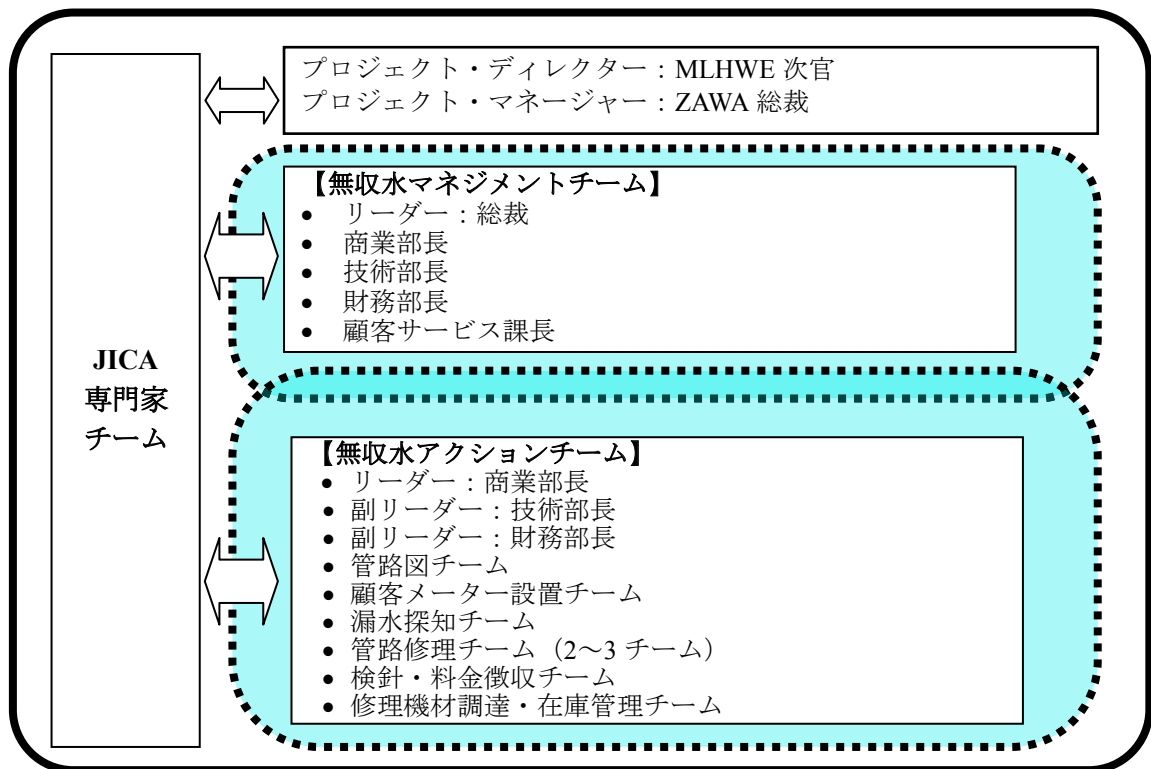 プロジェクト・ディレクター：MLHWE 次官
プロジェクト・マネージャー：ZAWA 総裁
JICA
専門家
チーム
【無収水マネジメントチーム】
• リーダー：総裁
• 商業部長
• 技術部長
• 財務部長
• 顧客サービス課長
【無収水アクションチーム】
• リーダー：商業部長
• 副リーダー：技術部長
• 副リーダー：財務部長
• 管路図チーム
• 顧客メーター設置チーム
• 漏水探知チーム
• 管路修理チーム（2～3 チーム）
• 検針・料金徴収チーム
• 修理機材調達・在庫管理チーム